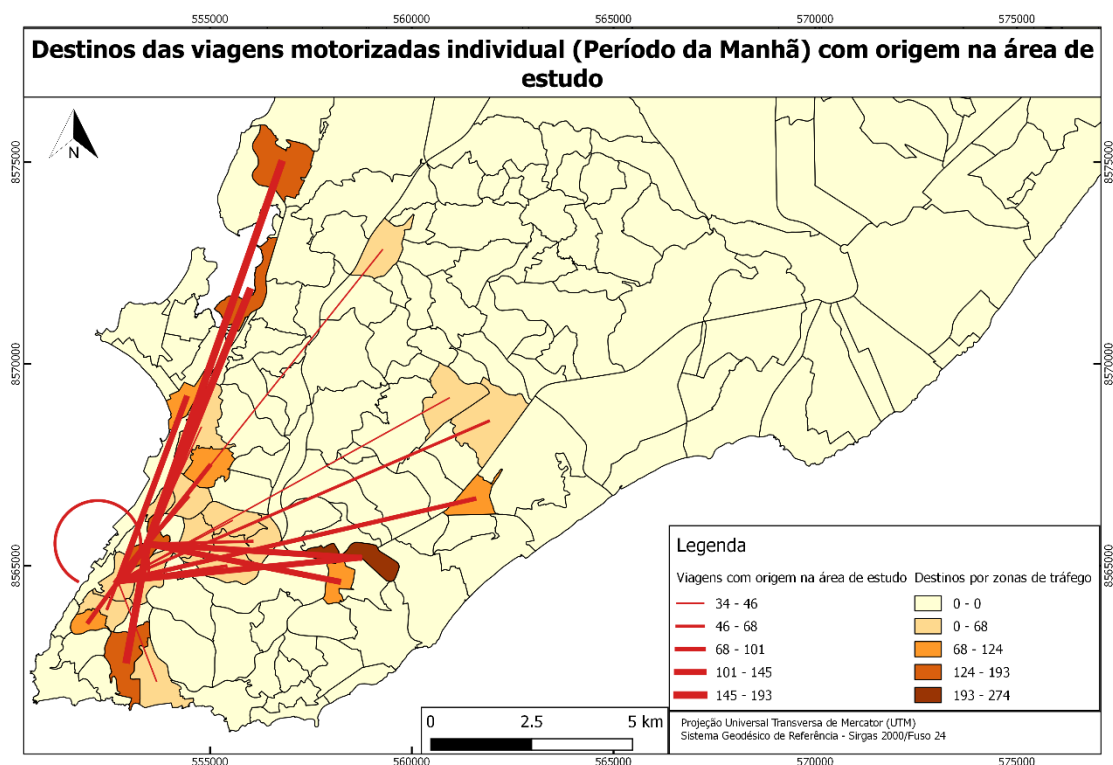 555000 560000 565000 570000 575000
Destinos das viagens motorizadas individual (Período da Manhã) com origem na área de
estudo
N
8575000 8575000
8570000 8570000
8565000 8565000
Legenda
Viagens com origem na área de estudo Destinos por zonas de tráfego
34 - 46 0 - 0
46 - 68 0 - 68
68 - 101 68 - 124
101 - 145 124 - 193
145 - 193 193 - 274
0 2.5 5 km
Projeção Universal Transversa de Mercator (UTM)
Sistema Geodésico de Referência - Sirgas 2000/Fuso 24
555000 560000 565000 570000 575000